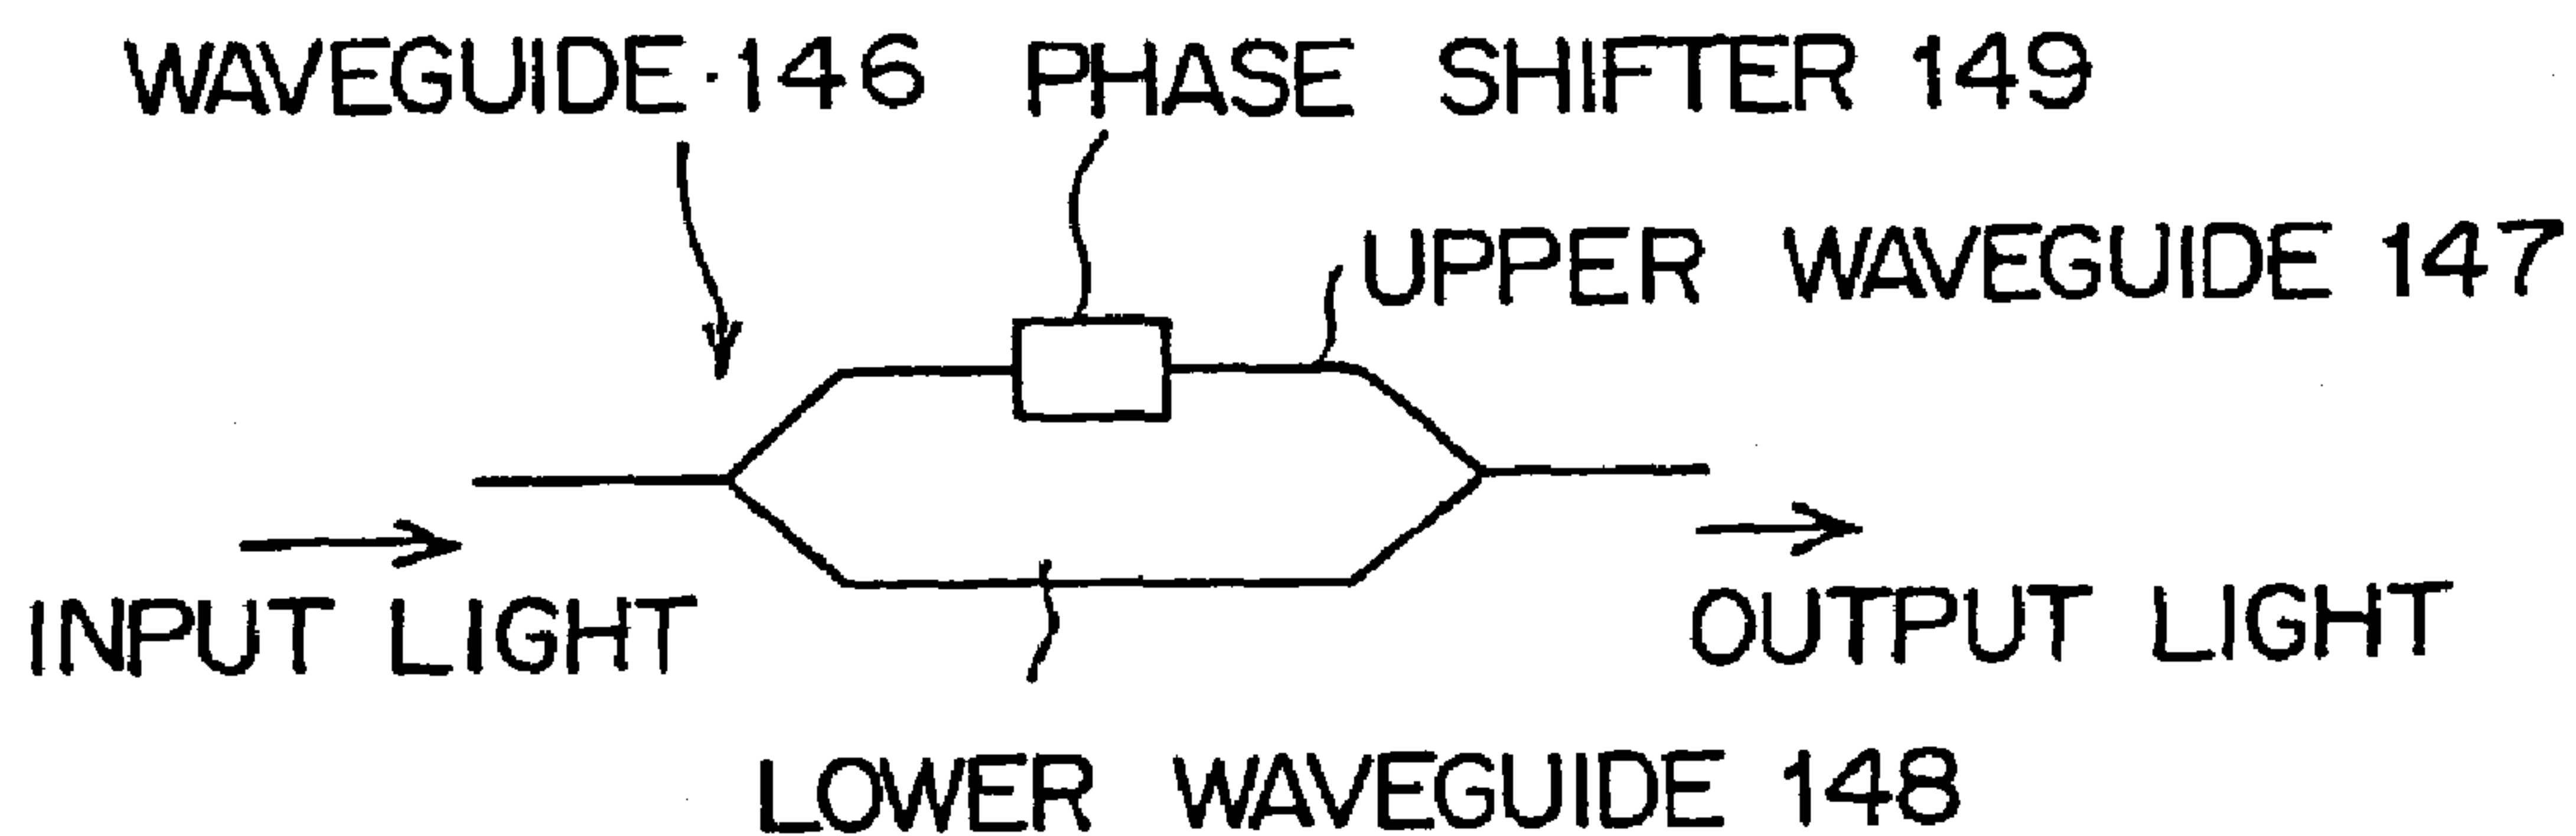 WAVEGUIDE 146 PHASE SHIFTER 149
UPPER WAVEGUIDE 147
INPUT LIGHT
OUTPUT LIGHT
LOWER WAVEGUIDE 148